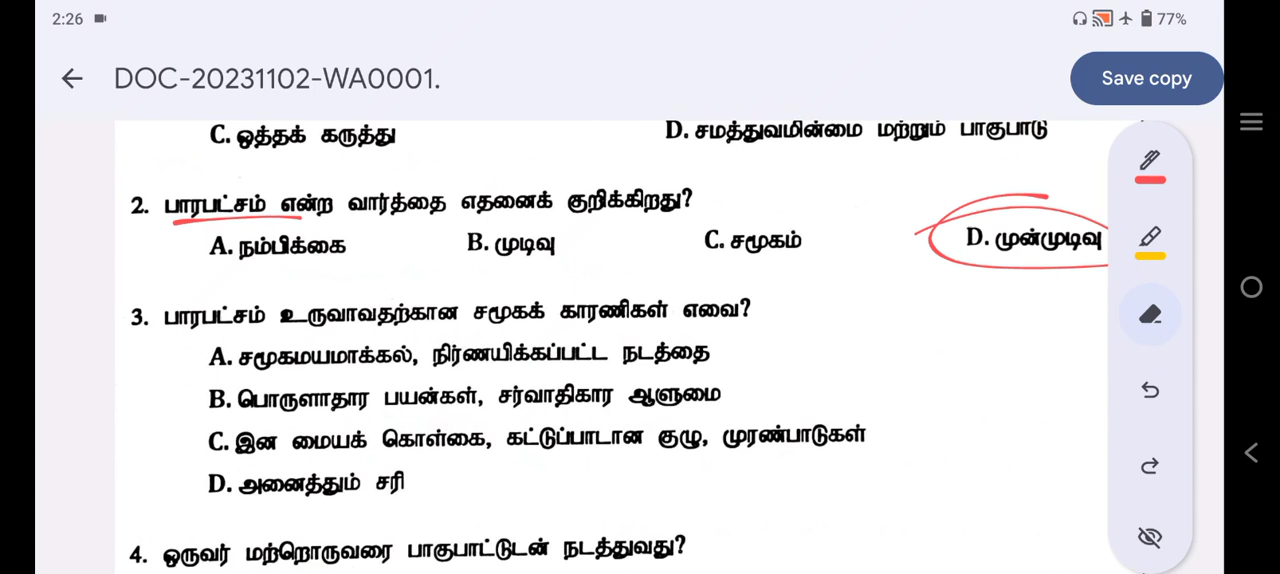 2:26
77%
DOC-20231102-WA0001.
Save copy
C. ஒத்தக் கருத்து D. சமத்துவமின்மை மற்றும் பாகுபாடு
2. பாரபட்சம் என்ற வார்த்தை எதனைக் குறிக்கிறது?
A. நம்பிக்கை B. முடிவு C. சமூகம் D. முன்முடிவு
3. பாரபட்சம் உருவாவதற்கான சமூகக் காரணிகள் எவை?
A. சமூகமயமாக்கல், நிர்ணயிக்கப்பட்ட நடத்தை
B. பொருளாதார பயன்கள், சர்வாதிகார ஆளுமை
C. இன மையக் கொள்கை, கட்டுப்பாடான குழு, முரண்பாடுகள்
D. அனைத்தும் சரி
4. ஒருவர் மற்றொருவரை பாகுபாட்டுடன் நடத்துவது?